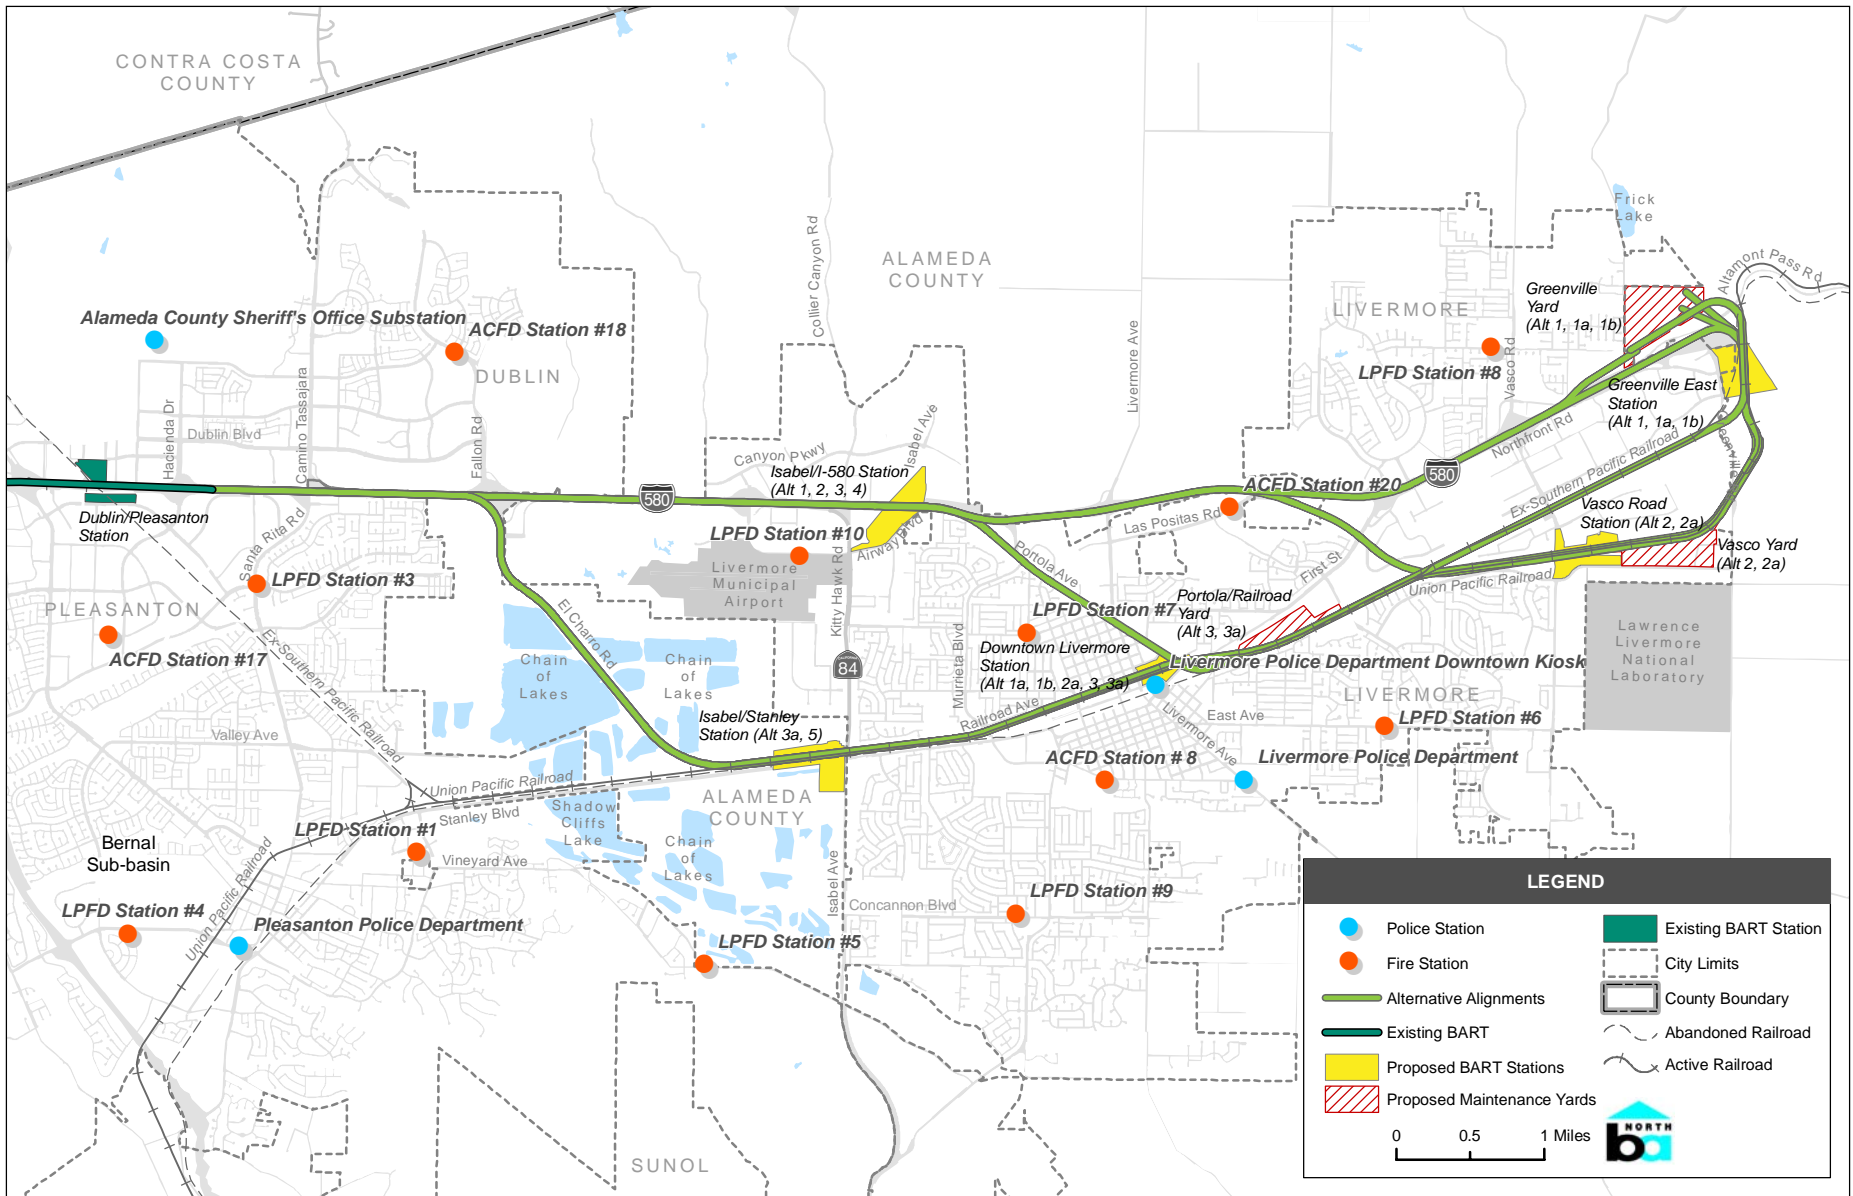 CONTRA COSTA
COUNTY
ALAMEDA
COUNTY
Collier Canyon Rd
Livermore Ave
Frick
Lake
Altamont Pass Rd
Greenville
Yard
(Alt 1, 1a, 1b)
LIVERMORE
Alameda County Sheriff's Office Substation
ACFD Station #18
DUBLIN
LPFD Station #8
Vasco Rd
Greenville East
Station
(Alt 1, 1a, 1b)
Hacienda Dr
Dublin Blvd
Camino Tassajara
Fallon Rd
Canyon Pkwy
Isabel Ave
Isabel/I-580 Station
(Alt 1, 2, 3, 4)
Northfront Rd
Ex-Southern Pacific Railroad
580
580
ACFD Station #20
Las Positas Rd
Dublin/Pleasanton
Station
Santa Rita Rd
LPFD Station #10
Airway Blvd
Livermore
Municipal
Airport
Kitty Hawk Rd
Portola Ave
First St
Vasco Road
Station (Alt 2, 2a)
Vasco Yard
(Alt 2, 2a)
Union Pacific Railroad
LPFD Station #3
PLEASANTON
ACFD Station #17
Ex-Southern Pacific Railroad
El Charro Rd
Chain
of
Lakes
Chain
of
Lakes
84
Murrieta Blvd
LPFD Station #7
Portola/Railroad
Yard
(Alt 3, 3a)
Downtown Livermore
Station
(Alt 1a, 1b, 2a, 3, 3a)
Livermore Police Department Downtown Kiosk
Lawrence
Livermore
National
Laboratory
LIVERMORE
Isabel/Stanley
Station (Alt 3a, 5)
Railroad Ave
Livermore Ave
East Ave
LPFD Station #6
Valley Ave
ACFD Station # 8
Livermore Police Department
Union Pacific Railroad
Stanley Blvd
ALAMEDA
COUNTY
Shadow
Cliffs
Lake
Chain
of
Lakes
Bernal
Sub-basin
LPFD Station #1
Vineyard Ave
Union Pacific Railroad
Isabel Ave
Concannon Blvd
LPFD Station #9
LPFD Station #4
Pleasanton Police Department
LPFD Station #5
SUNOL
LEGEND
Police Station
Fire Station
Alternative Alignments
Existing BART
Proposed BART Stations
Proposed Maintenance Yards
Existing BART Station
City Limits
County Boundary
Abandoned Railroad
Active Railroad
0 0.5 1 Miles
NORTH
ba